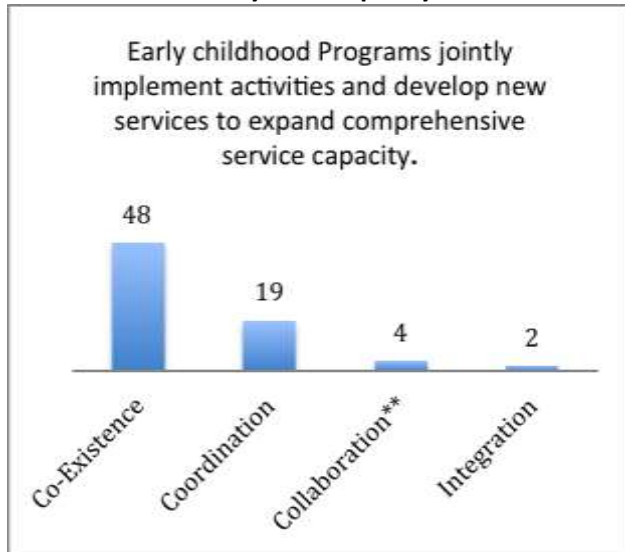 Early childhood Programs jointly
implement activities and develop new
services to expand comprehensive
service capacity.
48
19
4
2
Co-Existence
Coordination
Collaboration**
Integration